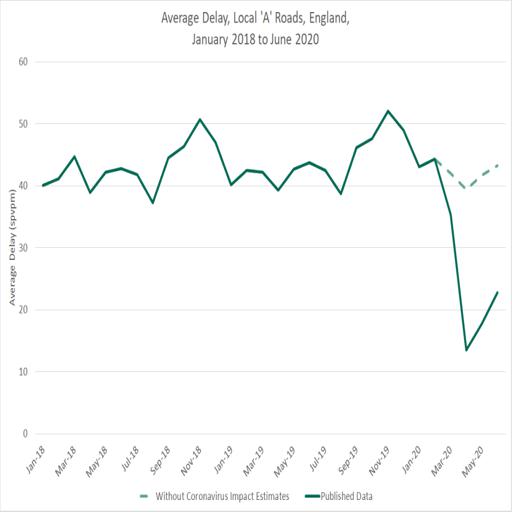 Average Delay, Local 'A' Roads, England,
January 2018 to June 2020
60
50
40
30
20
10
0
Average Delay (spvpm)
Jan-18
Mar-18
May-18
Jul-18
Sep-18
Nov-18
Jan-19
Mar-19
May-19
Jul-19
Sep-19
Nov-19
Jan-20
Mar-20
May-20
Without Coronavirus Impact Estimates
Published Data